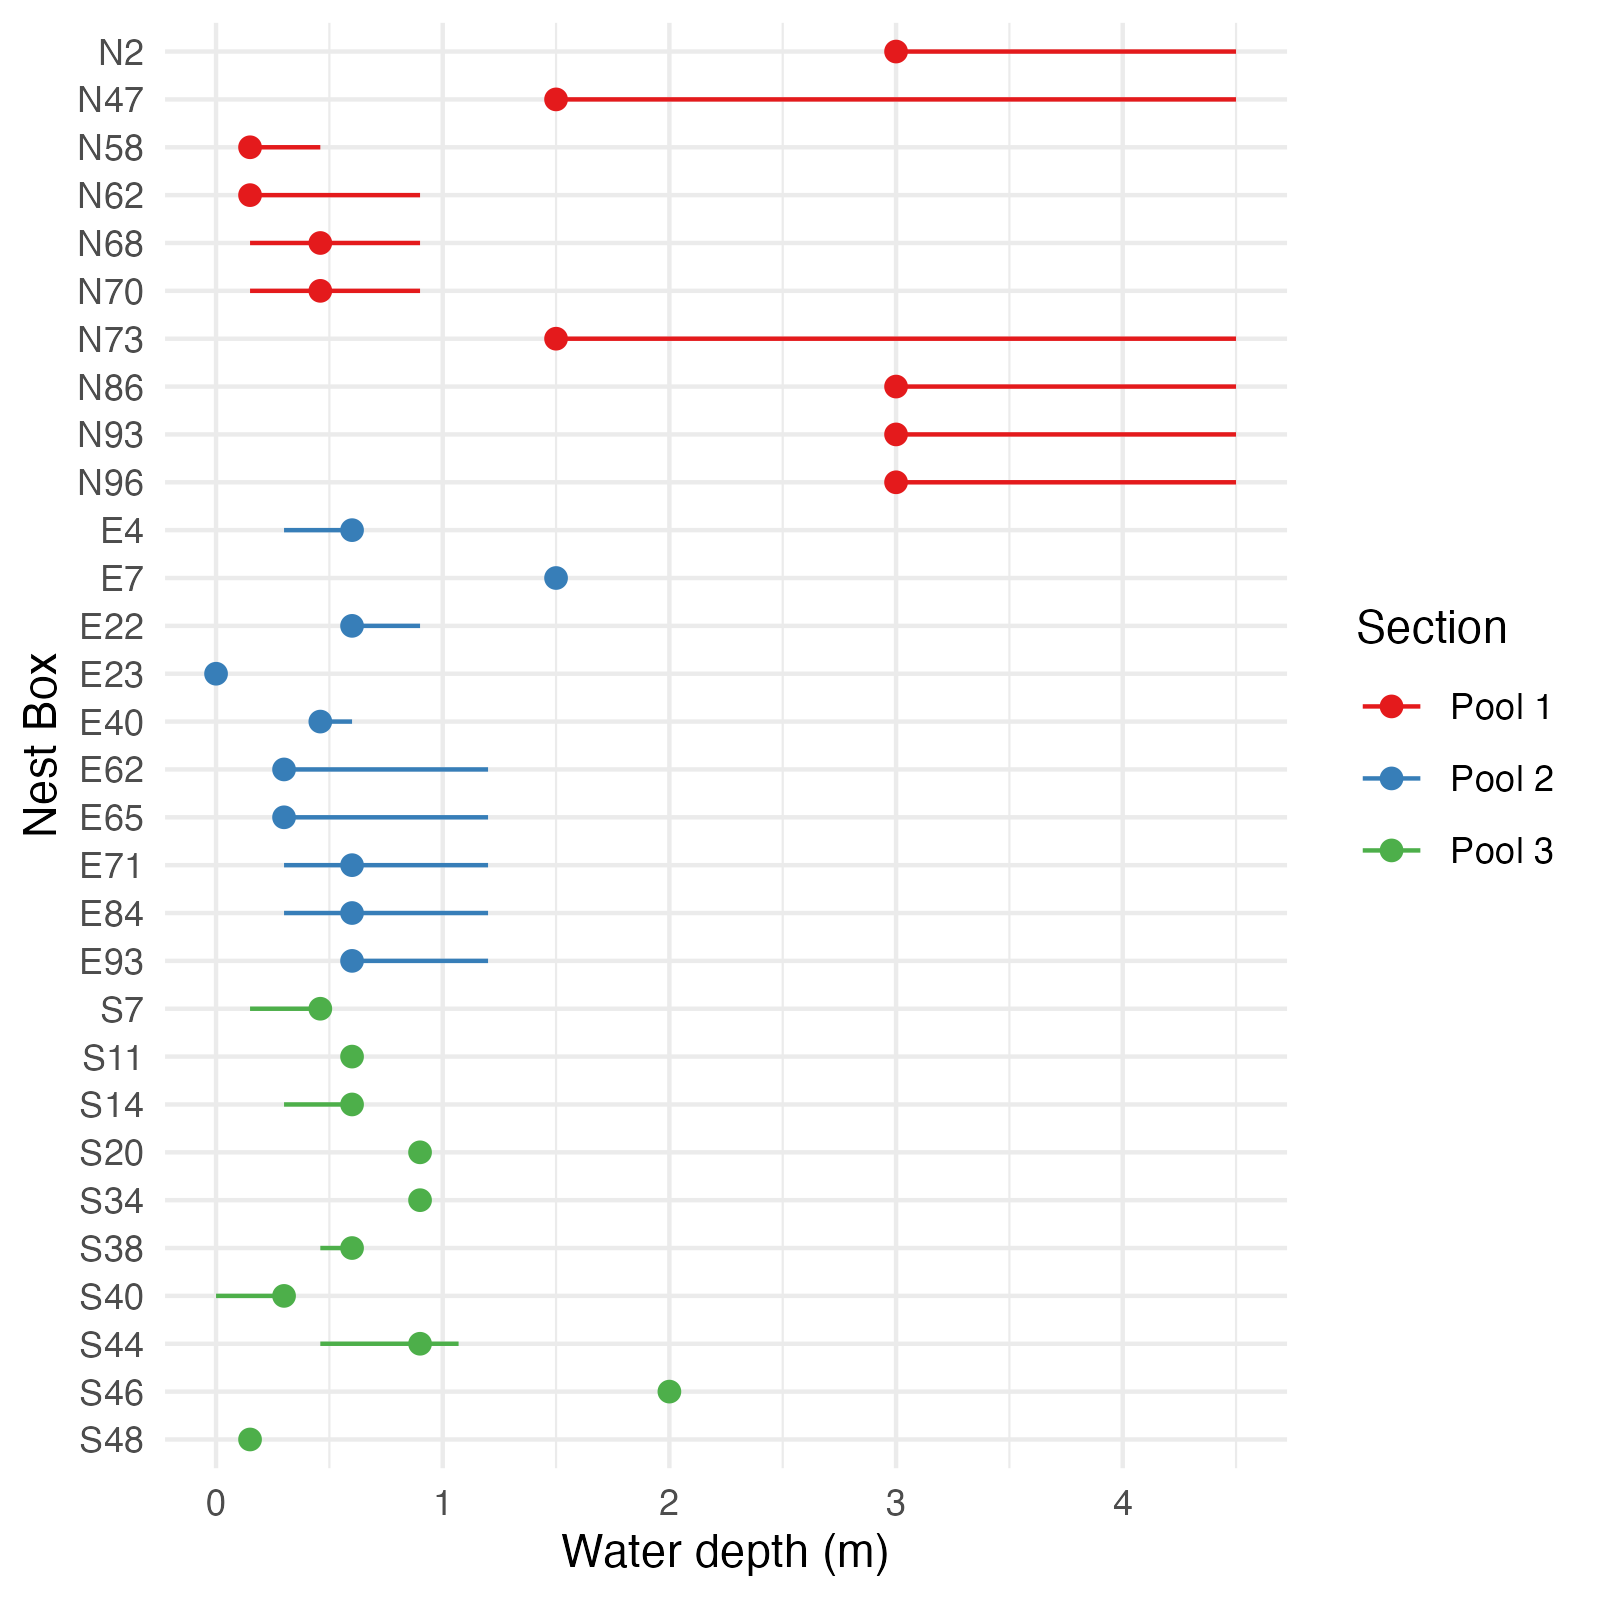 N2
N47
N58
N62
N68
N70
N73
N86
N93
N96
E4
E7
E22
E23
E40
E62
E65
E71
E84
E93
S7
S11
S14
S20
S34
S38
S40
S44
S46
S48
Nest Box
0 1 2 3 4
Water depth (m)
Section
Pool 1
Pool 2
Pool 3